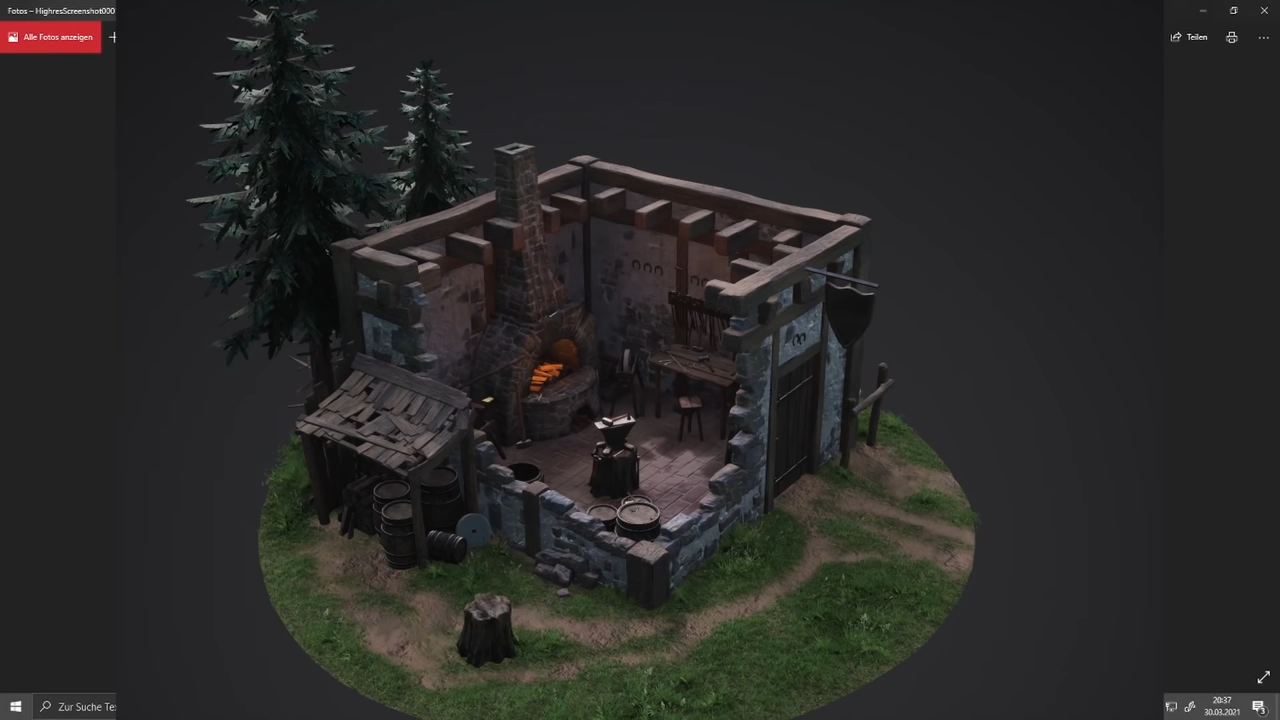 Fotos – HighresScreenshot000
Alle Fotos anzeigen
Teilen
Zur Suche Te
20:37
30.03.2021